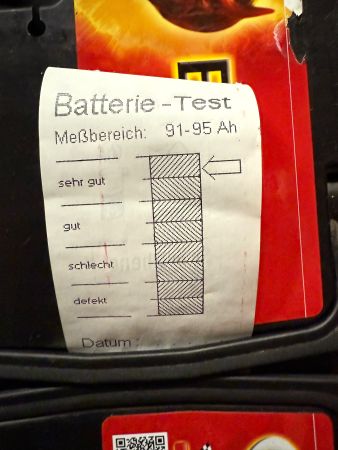 Batterie - Test
Meßbereich: 91-95 Ah
sehr gut
gut
schlecht
defekt
Datum: